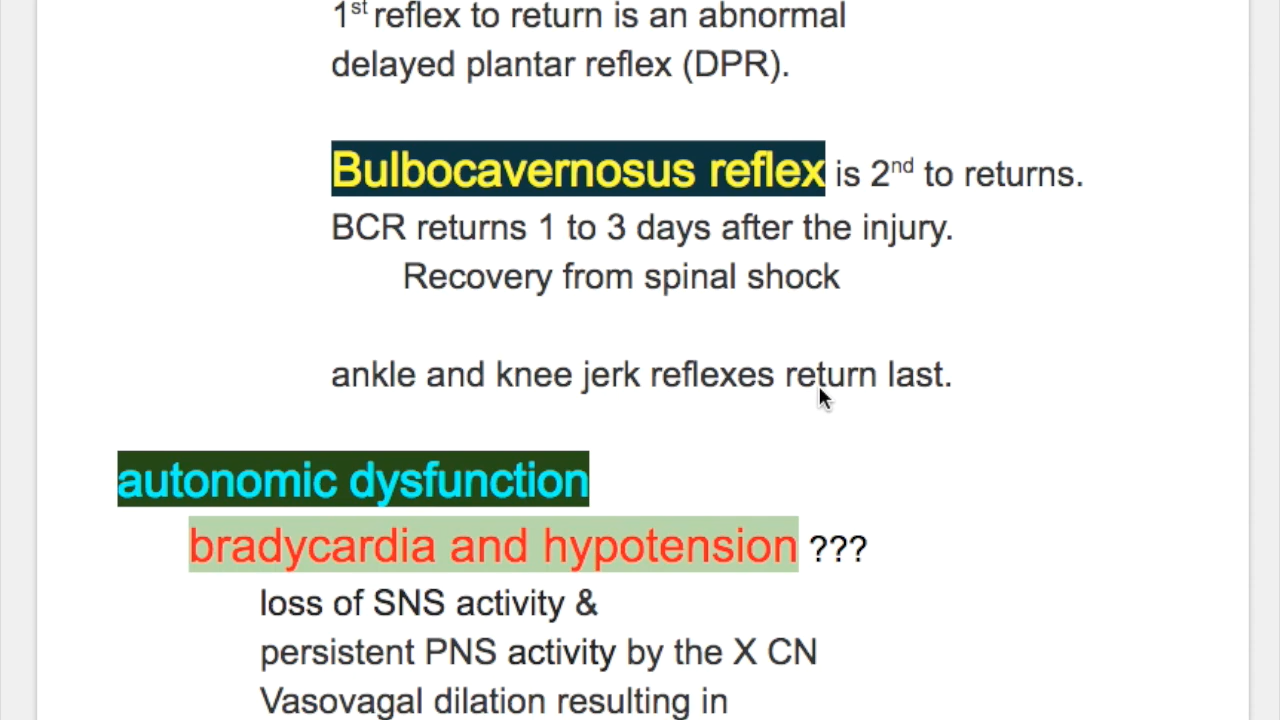 1st reflex to return is an abnormal
delayed plantar reflex (DPR).
Bulbocavernosus reflex is 2nd to returns.
BCR returns 1 to 3 days after the injury.
Recovery from spinal shock
ankle and knee jerk reflexes return last.
autonomic dysfunction
bradycardia and hypotension ???
loss of SNS activity &
persistent PNS activity by the X CN
Vasovagal dilation resulting in